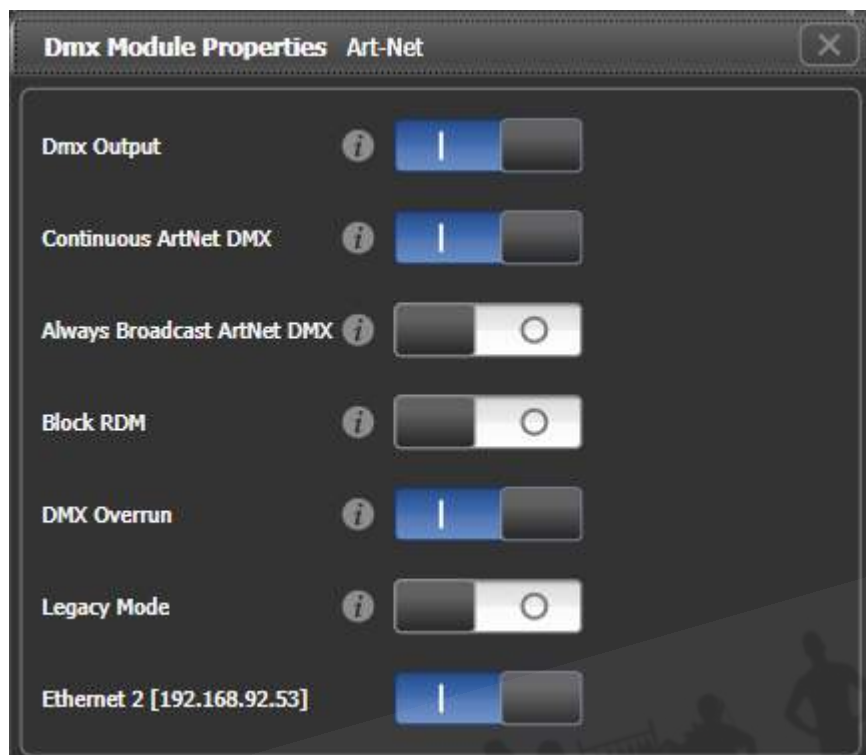 Dmx Module Properties Art-Net
Dmx Output
Continuous ArtNet DMX
Always Broadcast ArtNet DMX
Block RDM
DMX Overrun
Legacy Mode
Ethernet 2 [192.168.92.53]